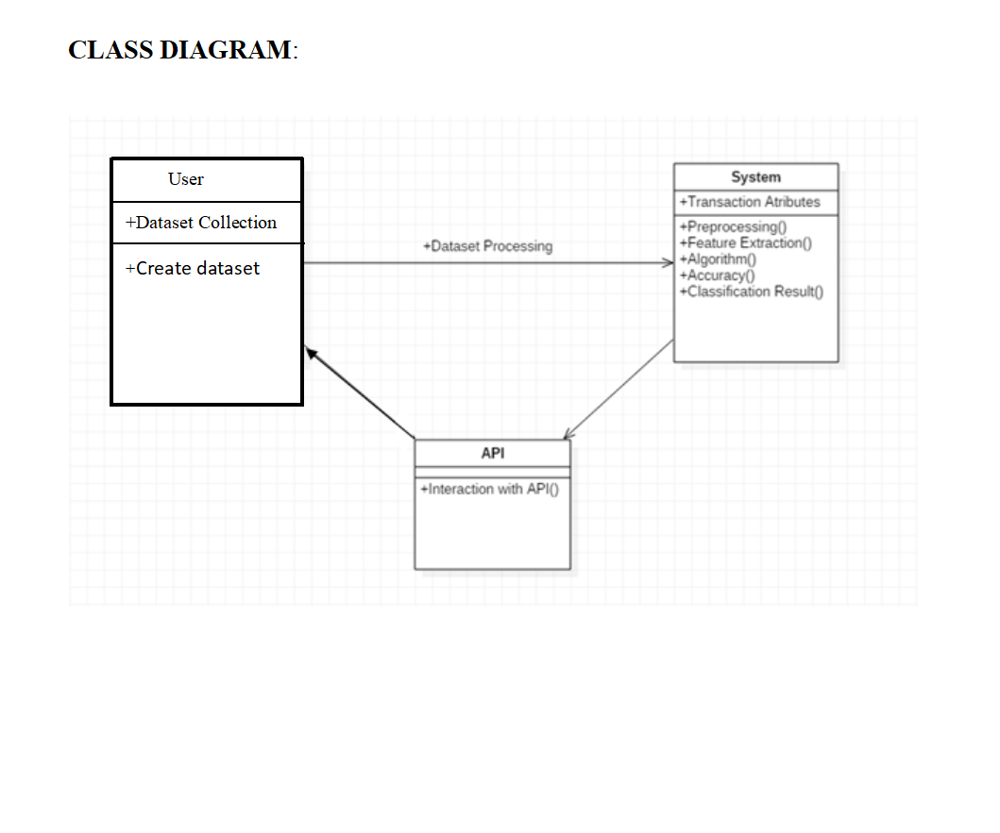 CLASS DIAGRAM:
User
+Dataset Collection
+Create dataset
+Dataset Processing
System
+Transaction Atributes
+Preprocessing()
+Feature Extraction()
+Algorithm()
+Accuracy()
+Classification Result()
API
+Interaction with API()